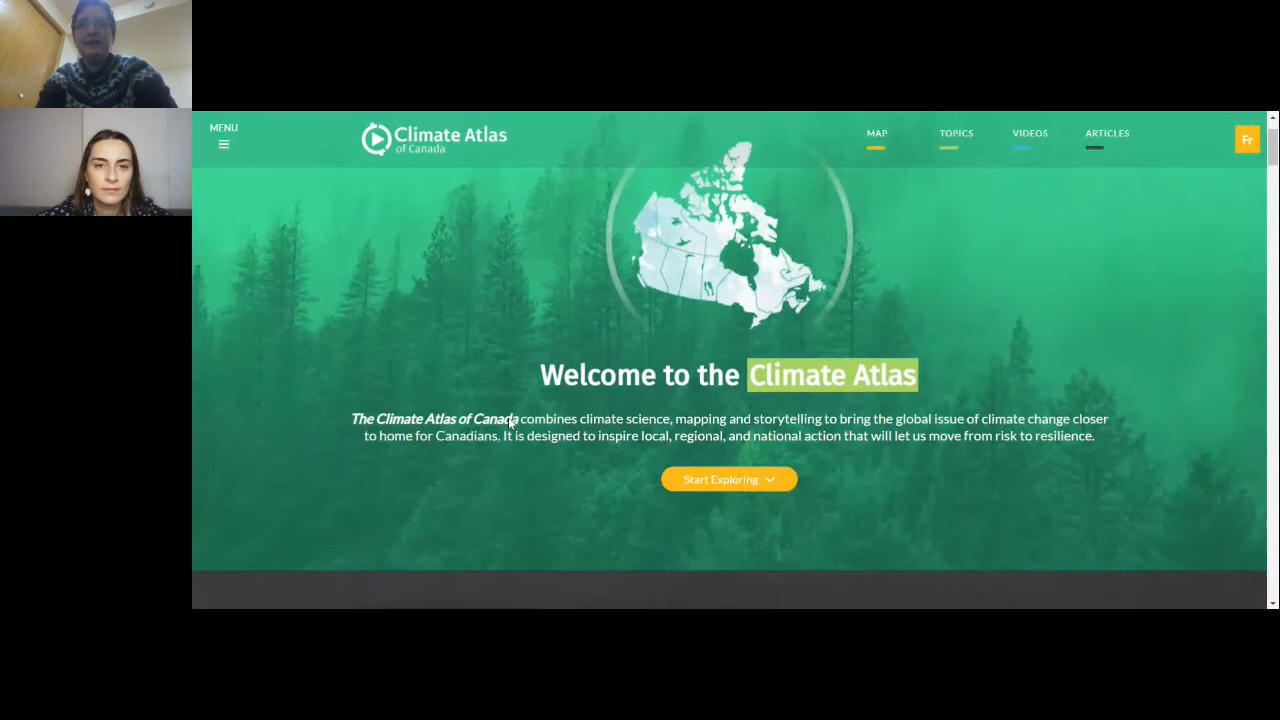 MENU
Climate Atlas
of Canada
MAP
TOPICS
VIDEOS
ARTICLES
Fr
Welcome to the Climate Atlas
The Climate Atlas of Canada combines climate science, mapping and storytelling to bring the global issue of climate change closer
to home for Canadians. It is designed to inspire local, regional, and national action that will let us move from risk to resilience.
Start Exploring